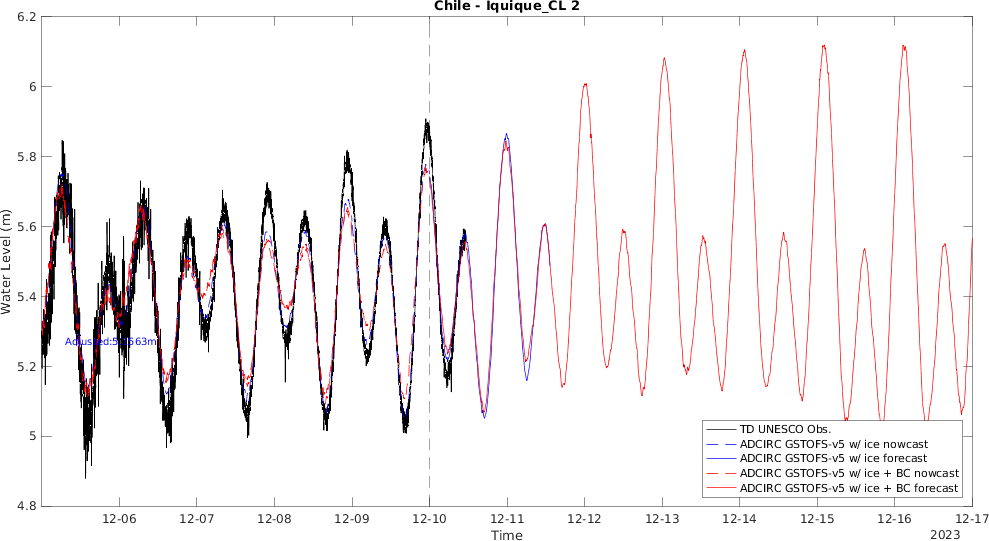 Chile - Iquique_CL 2
6.2
6
5.8
5.6
5.4
5.2
5
4.8
Water Level (m)
12-06 12-07 12-08 12-09 12-10 12-11 12-12 12-13 12-14 12-15 12-16 12-17
Time
2023
TD UNESCO Obs.
ADCIRC GSTOFS-v5 w/ ice nowcast
ADCIRC GSTOFS-v5 w/ ice forecast
ADCIRC GSTOFS-v5 w/ ice + BC nowcast
ADCIRC GSTOFS-v5 w/ ice + BC forecast